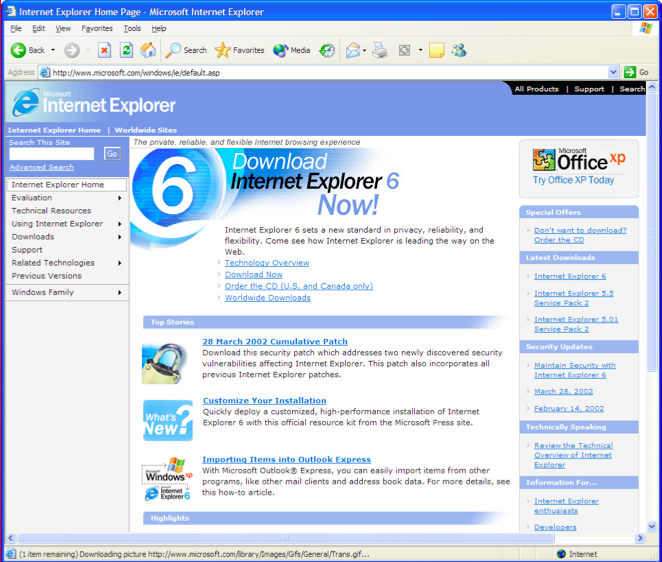 Internet Explorer Home Page - Microsoft Internet Explorer
File Edit View Favorites Tools Help
Back Search Favorites Media
Address http://www.microsoft.com/windows/ie/default.asp Go
All Products | Support | Search
Microsoft
Internet Explorer
Internet Explorer Home | Worldwide Sites
Search This Site
Go
Advanced Search
Internet Explorer Home
Evaluation
Technical Resources
Using Internet Explorer
Downloads
Support
Related Technologies
Previous Versions
Windows Family
The private, reliable, and flexible Internet browsing experience
6
Download
Internet Explorer 6
Now!
Internet Explorer 6 sets a new standard in privacy, reliability, and
flexibility. Come see how Internet Explorer is leading the way on the
Web.
Technology Overview
Download Now
Order the CD (U.S. and Canada only)
Worldwide Downloads
Top Stories
28 March 2002 Cumulative Patch
Download this security patch which addresses two newly discovered security
vulnerabilities affecting Internet Explorer. This patch also incorporates all
previous Internet Explorer patches.
What's
New?
Customize Your Installation
Quickly deploy a customized, high-performance installation of Internet
Explorer 6 with this official resource kit from the Microsoft Press site.
Microsoft
Windows xp
Microsoft
Internet Explorer 6
Importing Items into Outlook Express
With Microsoft Outlook® Express, you can easily import items from other
programs, like other mail clients and address book data. For more details, see
this how-to article.
Highlights
Microsoft
Office xp
Try Office XP Today
Special Offers
Don't want to download?
Order the CD
Latest Downloads
Internet Explorer 6
Internet Explorer 5.5
Service Pack 2
Internet Explorer 5.01
Service Pack 2
Security Updates
Maintain Security with
Internet Explorer 6
March 28, 2002
February 14, 2002
Technically Speaking
Review the Technical
Overview of Internet
Explorer
Information For...
Internet Explorer
enthusiasts
Developers
(1 item remaining) Downloading picture http://www.microsoft.com/library/Images/Gifs/General/Trans.gif...
Internet